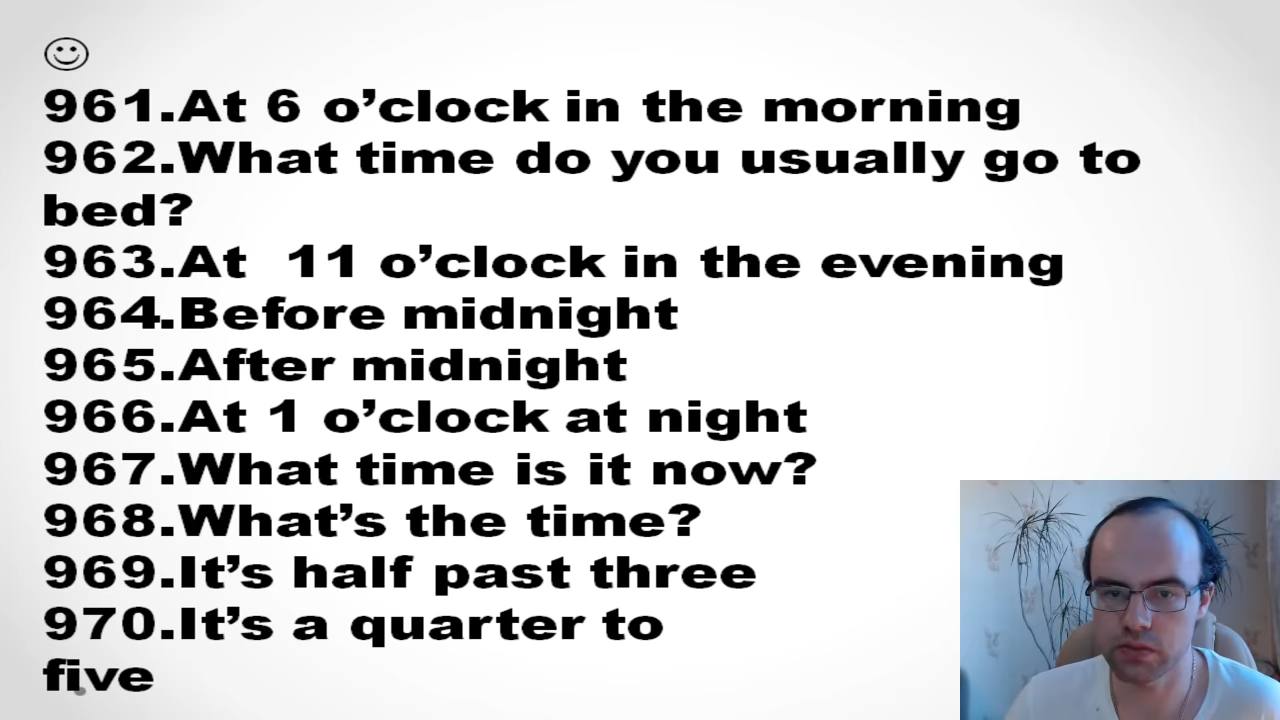 961.At 6 o’clock in the morning
962.What time do you usually go to
bed?
963.At  11 o’clock in the evening
964.Before midnight
965.After midnight
966.At 1 o’clock at night
967.What time is it now?
968.What’s the time?
969.It’s half past three
970.It’s a quarter to
five